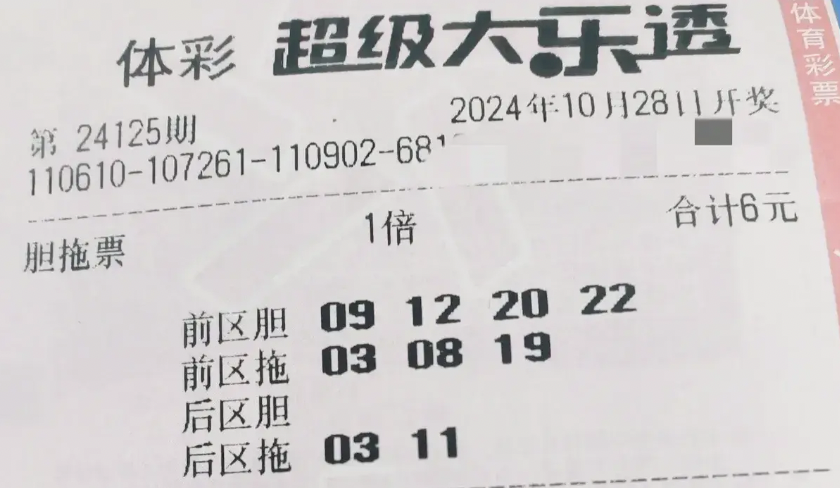 体彩 超级大乐透
体育彩票
第 24125期 2024年10月28日开奖
110610-107261-110902-681
胆拖票 1倍 合计6元
前区胆 09 12 20 22
前区拖 03 08 19
后区胆
后区拖 03 11